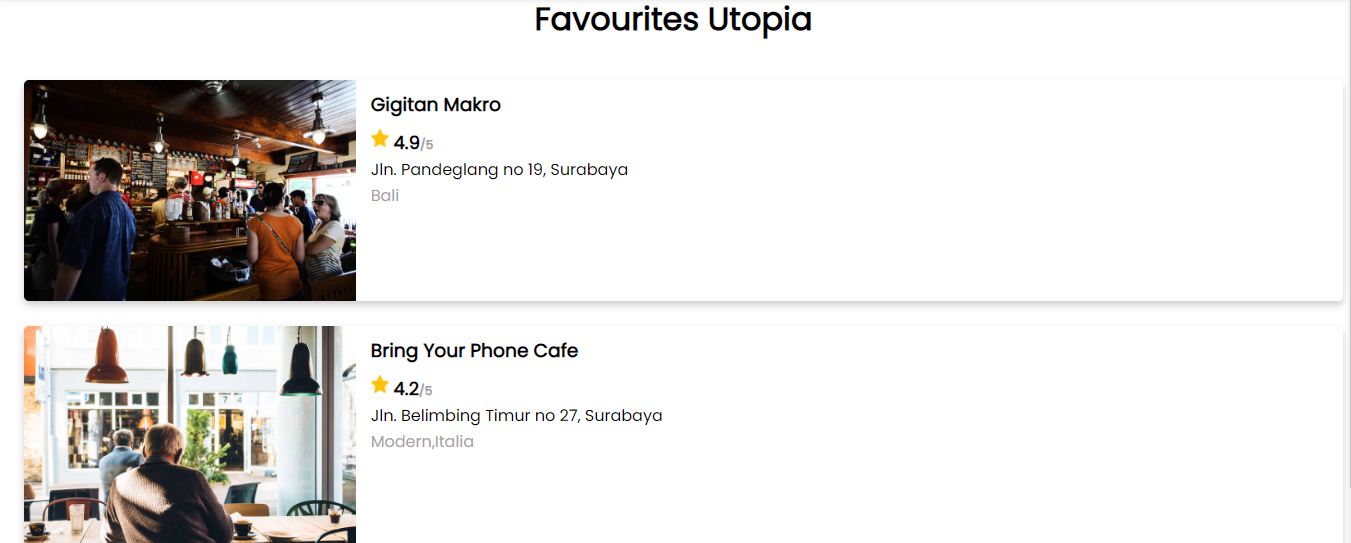 Favourites Utopia
Gigitan Makro
4.9/5
Jln. Pandeglang no 19, Surabaya
Bali
Bring Your Phone Cafe
4.2/5
Jln. Belimbing Timur no 27, Surabaya
Modern,Italia